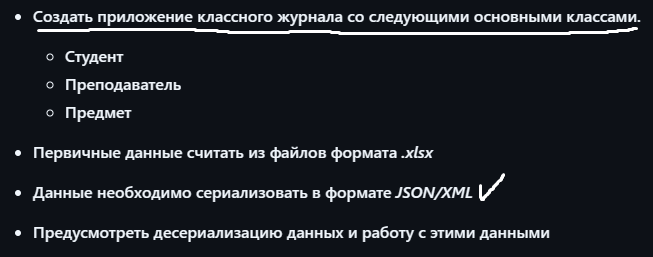 Создать приложение классного журнала со следующими основными классами.
Студент
Преподаватель
Предмет
Первичные данные считать из файлов формата .xlsx
Данные необходимо сериализовать в формате JSON/XML
Предусмотреть десериализацию данных и работу с этими данными